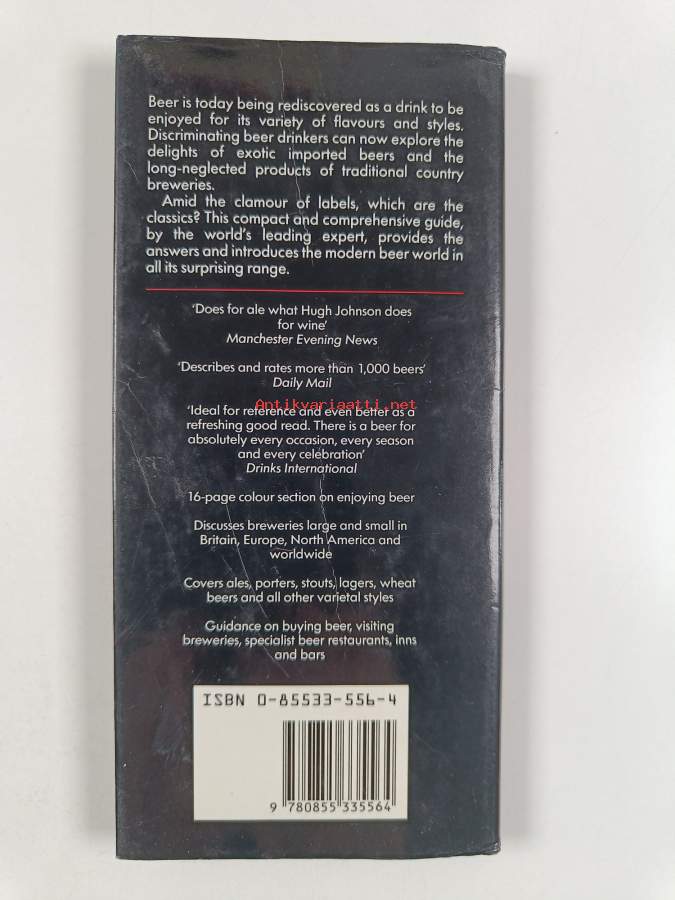 Beer is today being rediscovered as a drink to be
enjoyed for its variety of flavours and styles.
Discriminating beer drinkers can now explore the
delights of exotic imported beers and the
long-neglected products of traditional country
breweries.
Amid the clamour of labels, which are the
classics? This compact and comprehensive guide,
by the world's leading expert, provides the
answers and introduces the modern beer world in
all its surprising range.
'Does for ale what Hugh Johnson does
for wine'
Manchester Evening News
'Describes and rates more than 1,000 beers'
Daily Mail
Antikvariaatti.net
'Ideal for reference and even better as a
refreshing good read. There is a beer for
absolutely every occasion, every season
and every celebration'
Drinks International
16-page colour section on enjoying beer
Discusses breweries large and small in
Britain, Europe, North America and
worldwide
Covers ales, porters, stouts, lagers, wheat
beers and all other varietal styles
Guidance on buying beer, visiting
breweries, specialist beer restaurants, inns
and bars
ISBN 0-85533-556-4
9 780855 335564